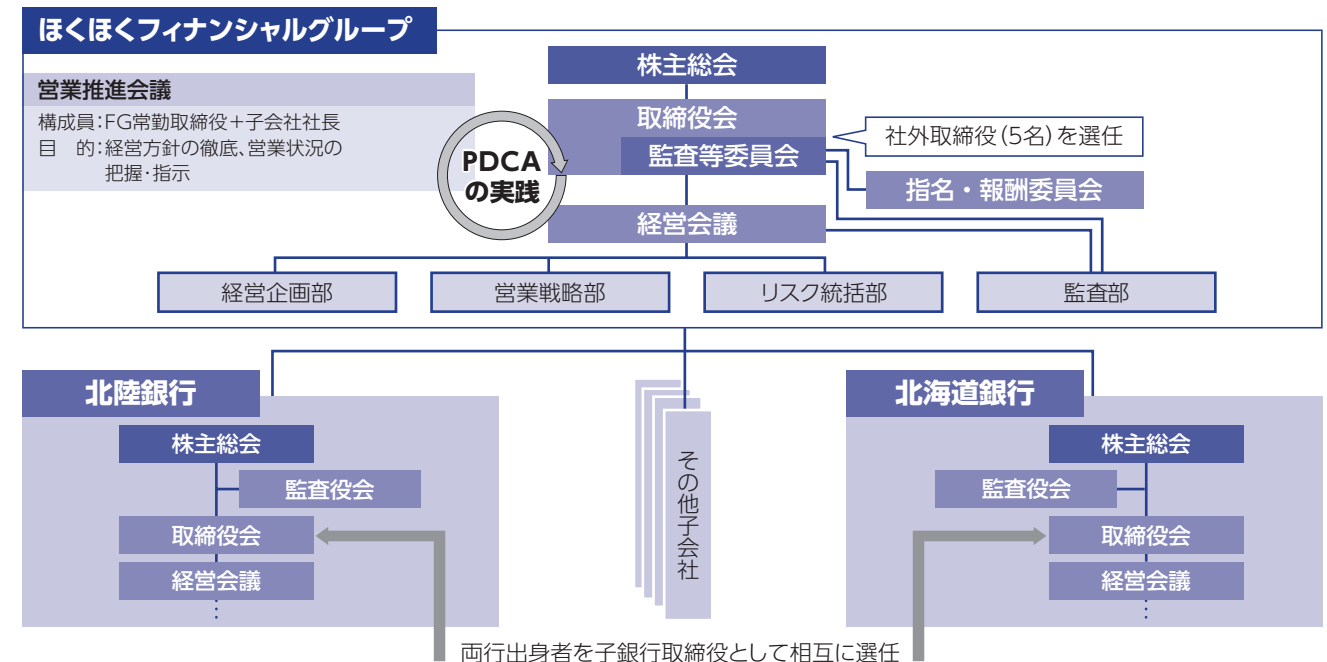 ほくほくフィナンシャルグループ
営業推進会議
構成員：FG常勤取締役＋子会社社長
目　的：経営方針の徹底、営業状況の
把握・指示
PDCA
の実践
株主総会
取締役会
監査等委員会
社外取締役（5名）を選任
指名・報酬委員会
経営会議
経営企画部
営業戦略部
リスク統括部
監査部
北陸銀行
株主総会
監査役会
取締役会
経営会議
その他子会社
北海道銀行
株主総会
監査役会
取締役会
経営会議
両行出身者を子銀行取締役として相互に選任